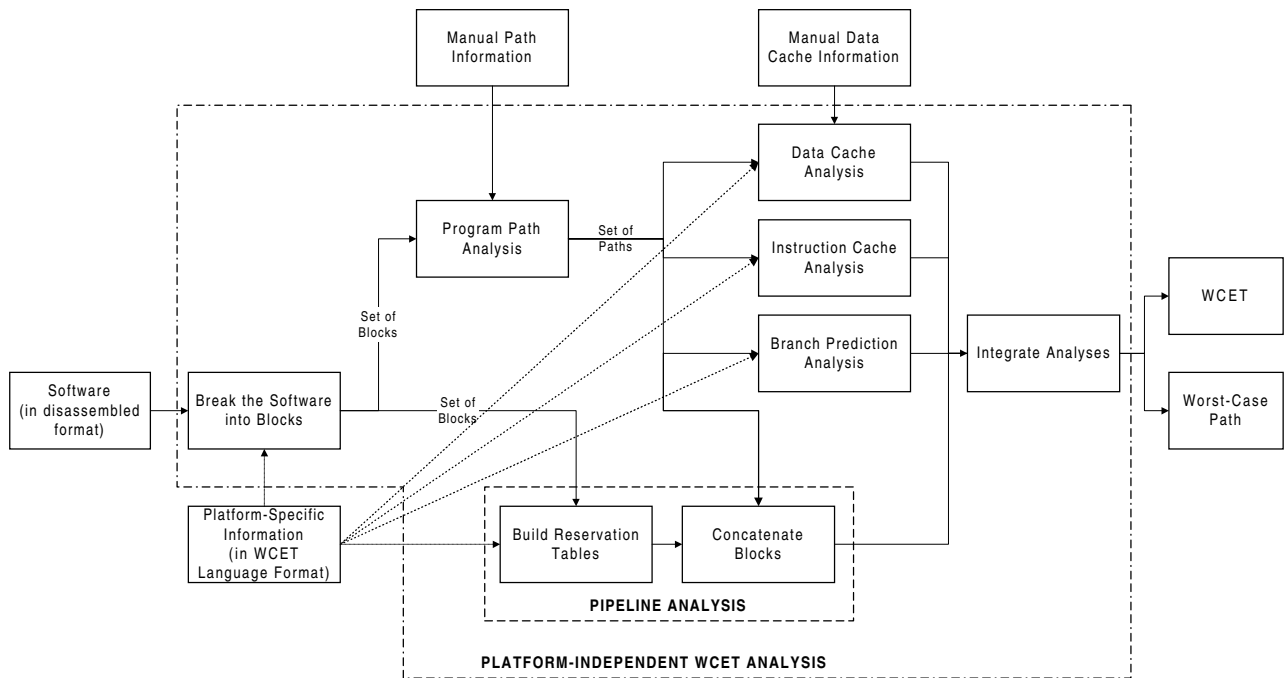 Manual Path
Information
Manual Data
Cache Information
Data Cache
Analysis
Program Path
Analysis
Set of
Paths
Instruction Cache
Analysis
WCET
Set of
Blocks
Branch Prediction
Analysis
Integrate Analyses
Software
(in disassembled
format)
Break the Software
into Blocks
Set of
Blocks
Worst-Case
Path
Platform-Specific
Information
(in WCET
Language Format)
Build Reservation
Tables
Concatenate
Blocks
PIPELINE ANALYSIS
PLATFORM-INDEPENDENT WCET ANALYSIS